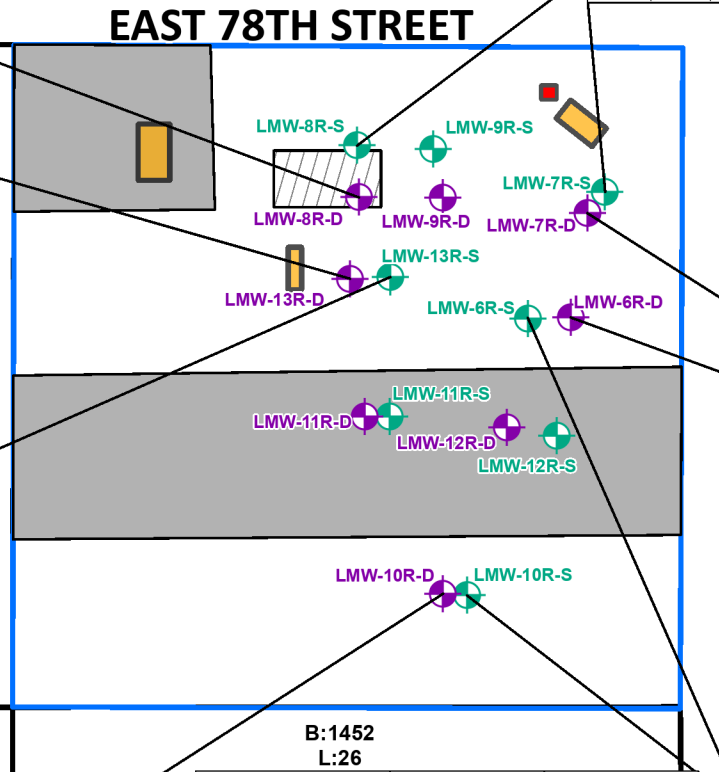 EAST 78TH STREET
LMW-8R-S
LMW-9R-S
LMW-7R-S
LMW-8R-D
LMW-9R-D
LMW-7R-D
LMW-13R-S
LMW-13R-D
LMW-6R-S
LMW-6R-D
LMW-11R-S
LMW-11R-D
LMW-12R-D
LMW-12R-S
LMW-10R-D
LMW-10R-S
B:1452
L:26